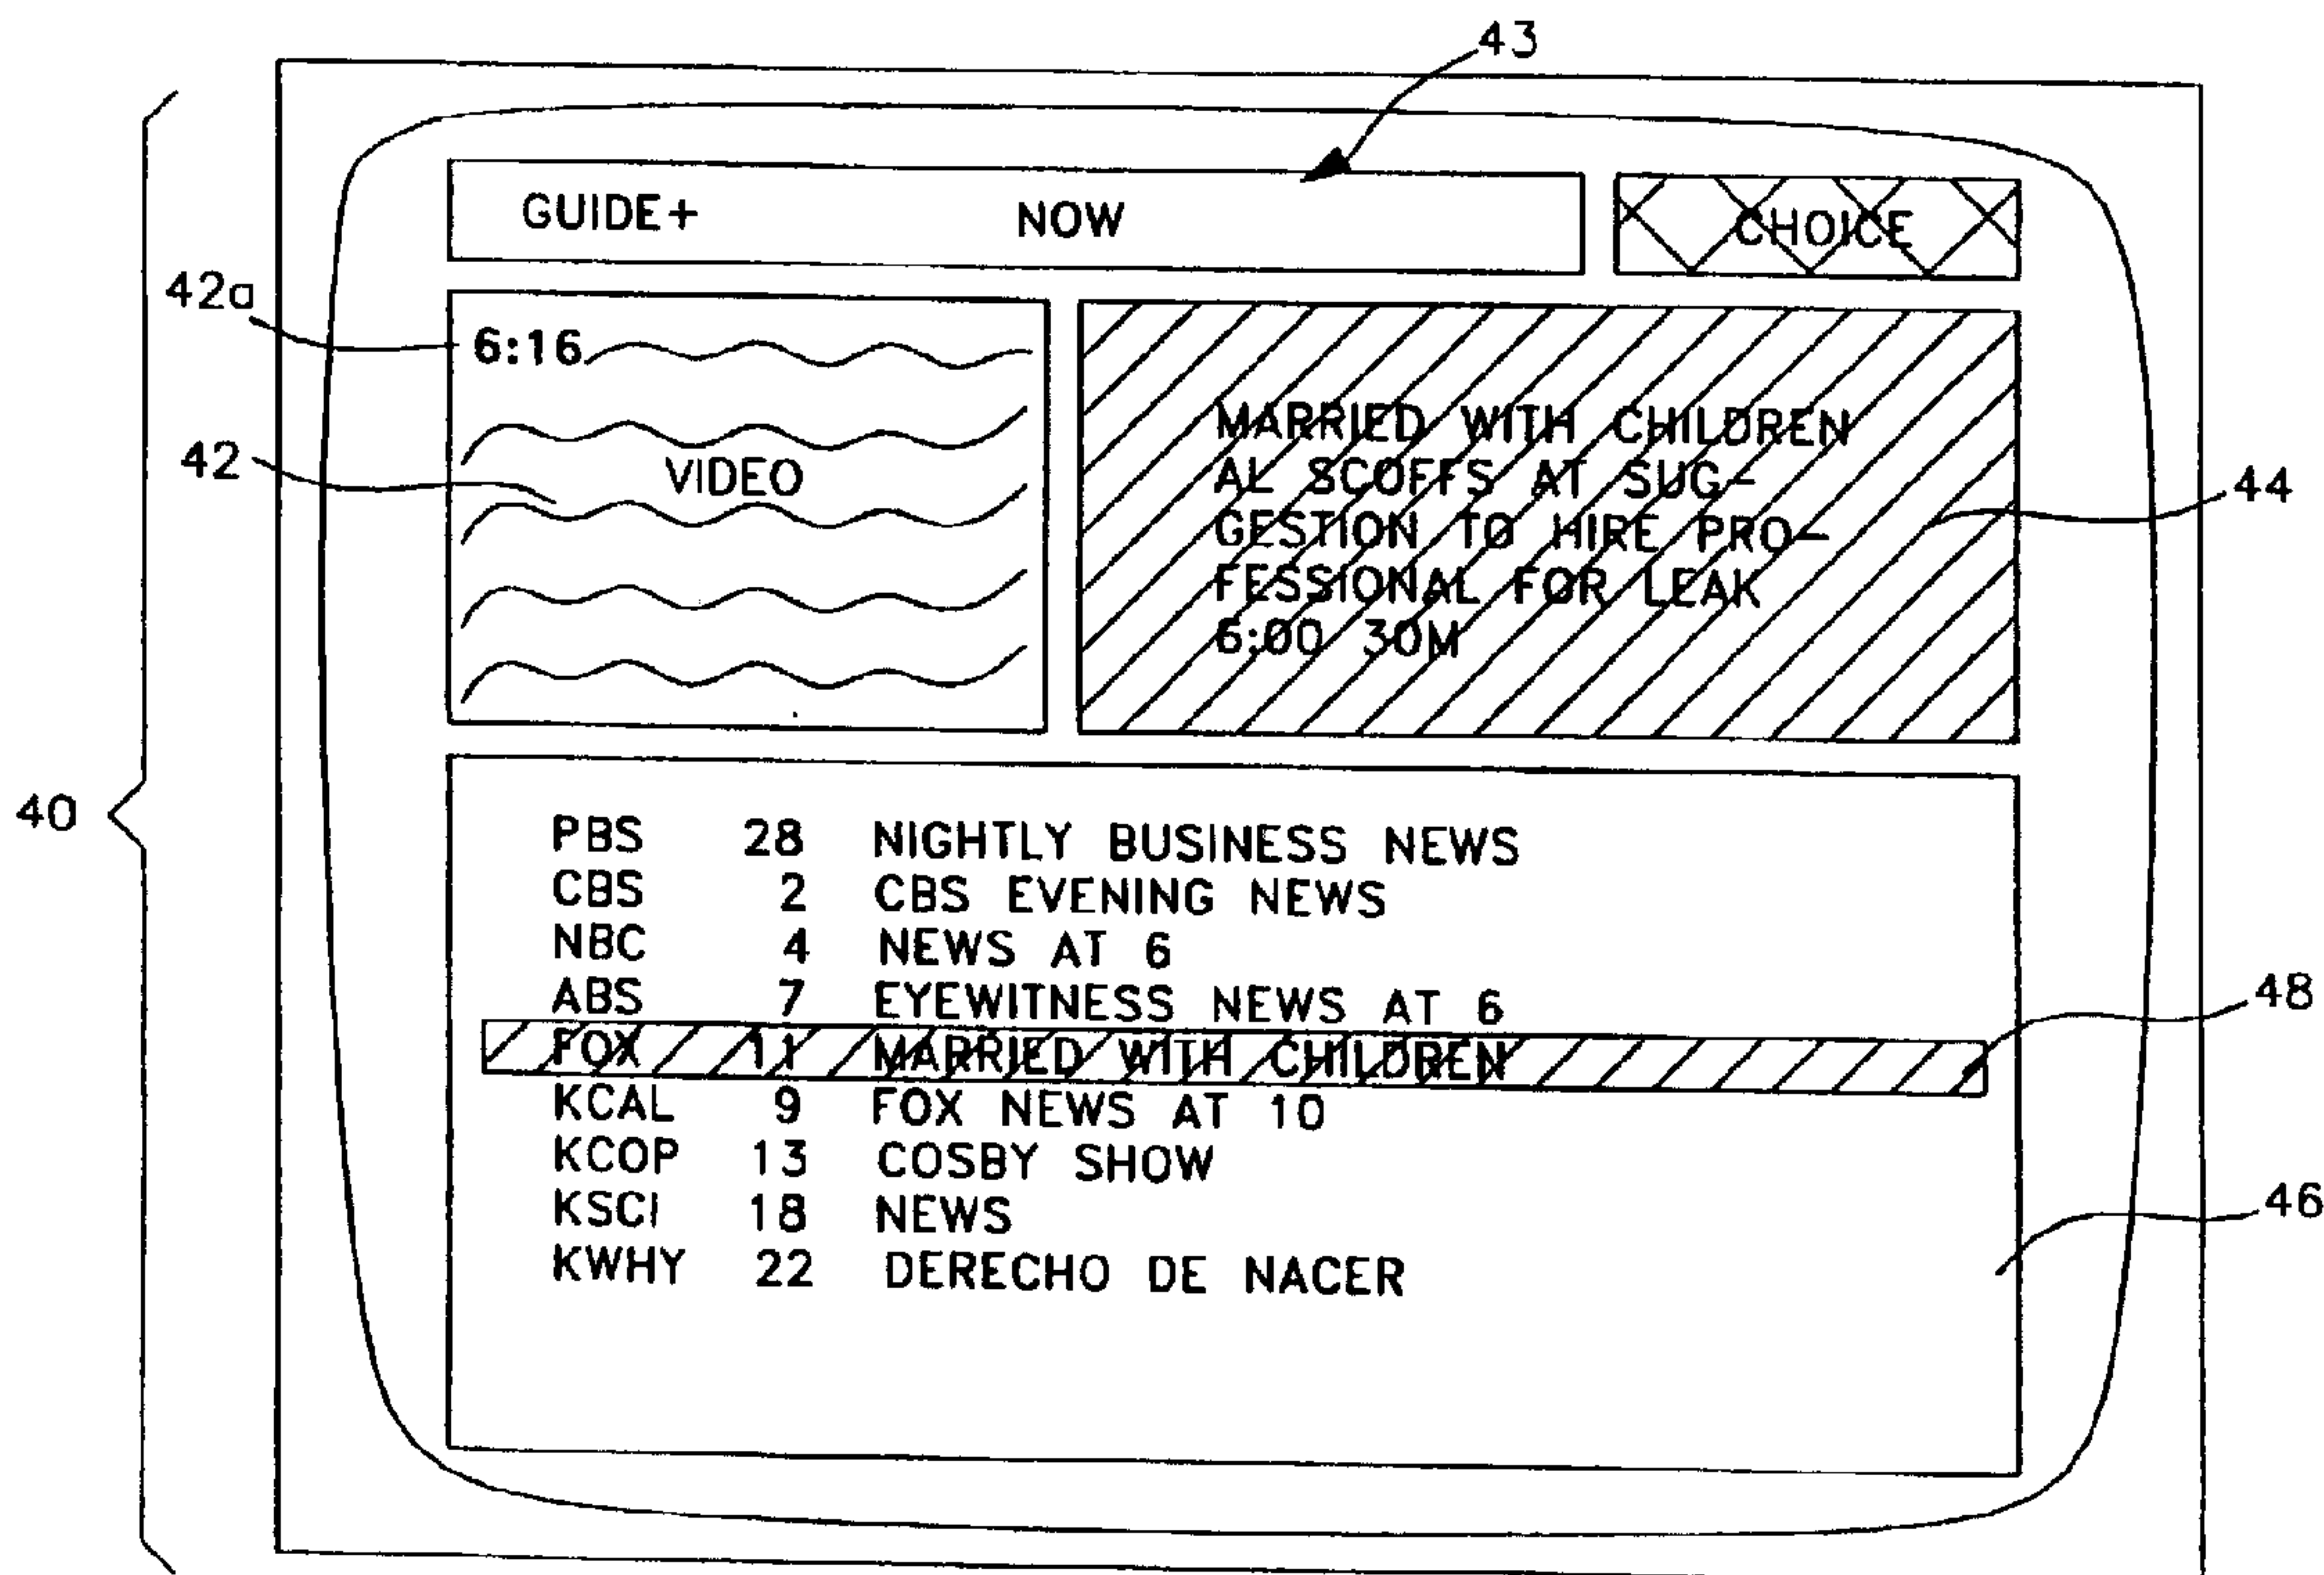 43
GUIDE+ NOW CHOICE
42a
6:16
42
VIDEO
MARRIED WITH CHILDREN
AL SCOFFS AT SUG-
GESTION TO HIRE PRO-
FESSIONAL FOR LEAK
6:00 30M
44
40
PBS 28 NIGHTLY BUSINESS NEWS
CBS 2 CBS EVENING NEWS
NBC 4 NEWS AT 6
ABS 7 EYEWITNESS NEWS AT 6
FOX 11 MARRIED WITH CHILDREN
48
KCAL 9 FOX NEWS AT 10
KCOP 13 COSBY SHOW
KSCI 18 NEWS
46
KWHY 22 DERECHO DE NACER